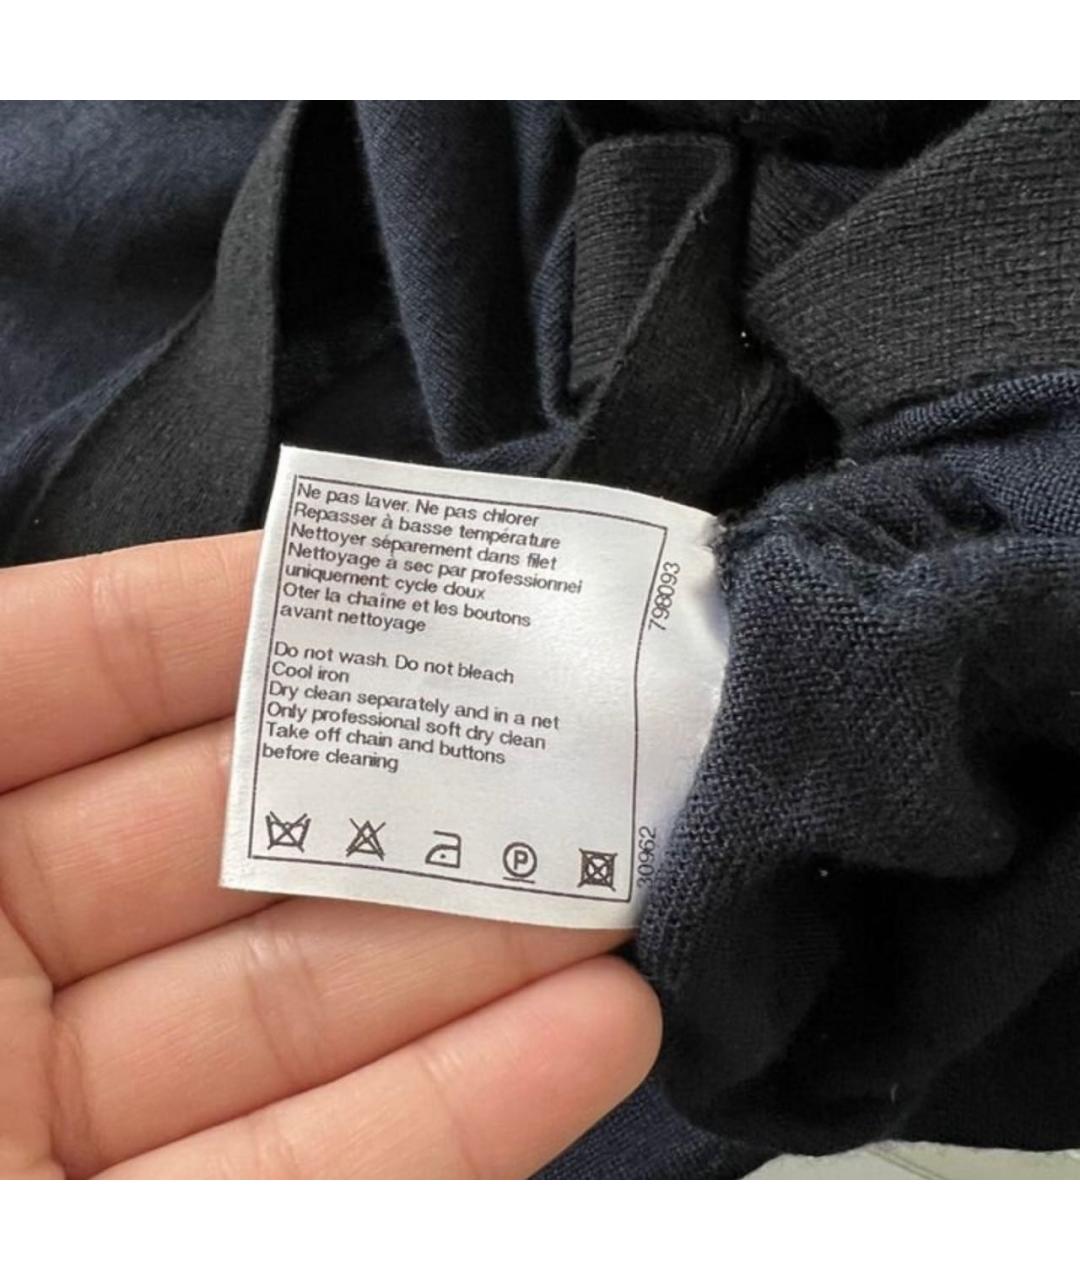 Ne pas laver. Ne pas chlorer
Repasser à basse température
Nettoyer séparement dans filet
Nettoyage à sec par professionnel
uniquement: cycle doux
Oter la chaîne et les boutons
avant nettoyage
Do not wash. Do not bleach
Cool iron
Dry clean separately and in a net
Only professional soft dry clean
Take off chain and buttons
before cleaning
P
798093
30962